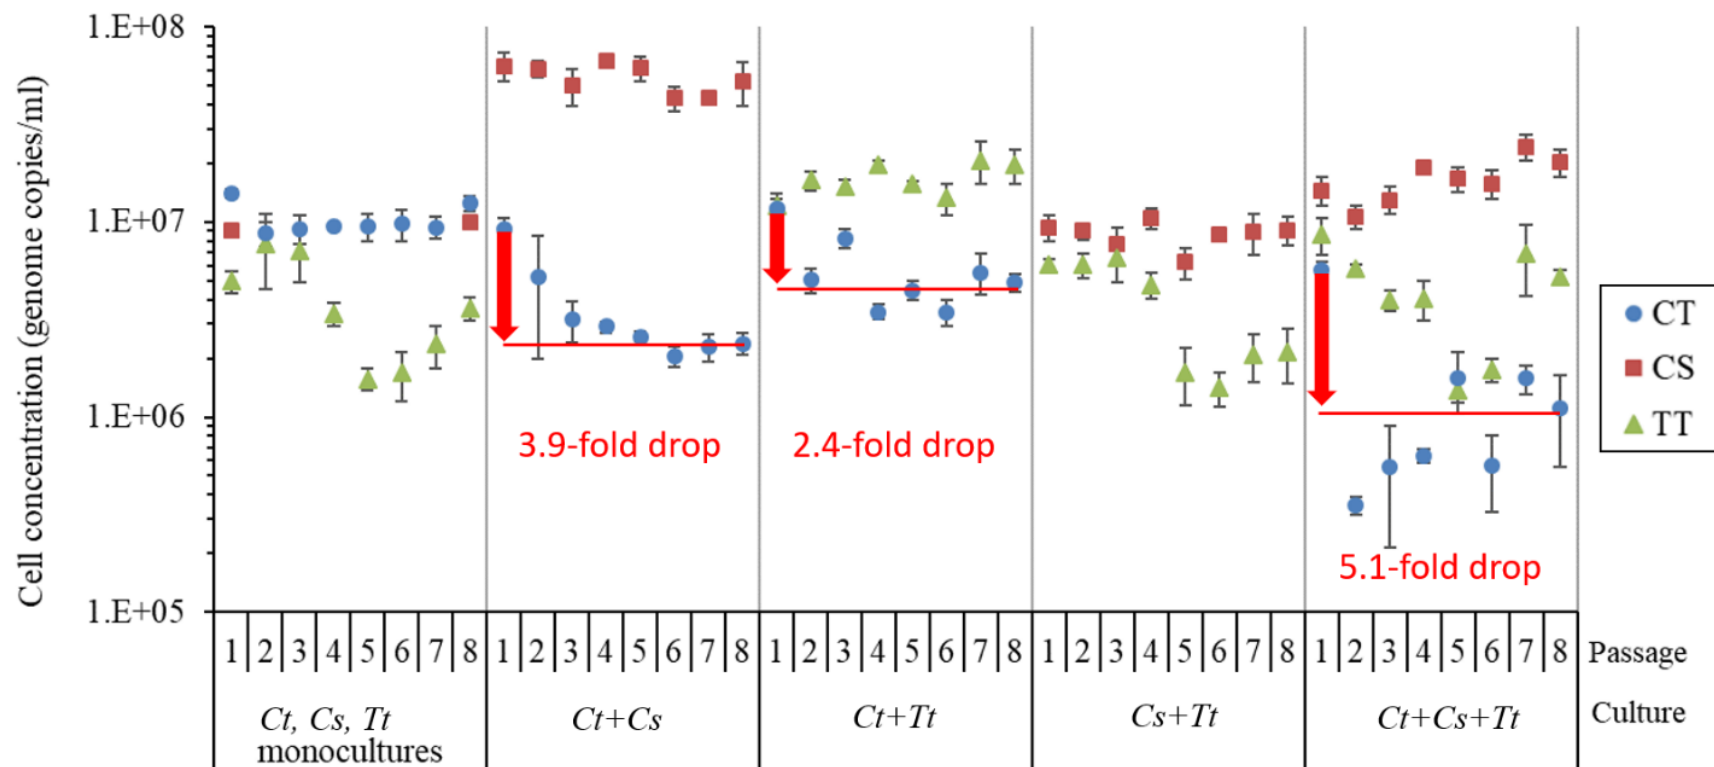 Cell concentration (genome copies/ml)
1.E+08
1.E+07
1.E+06
1.E+05
3.9-fold drop
2.4-fold drop
5.1-fold drop
CT
CS
TT
1 2 3 4 5 6 7 8 1 2 3 4 5 6 7 8 1 2 3 4 5 6 7 8 1 2 3 4 5 6 7 8 1 2 3 4 5 6 7 8 Passage
Ct, Cs, Tt Ct+Cs Ct+Tt Cs+Tt Ct+Cs+Tt Culture
monocultures